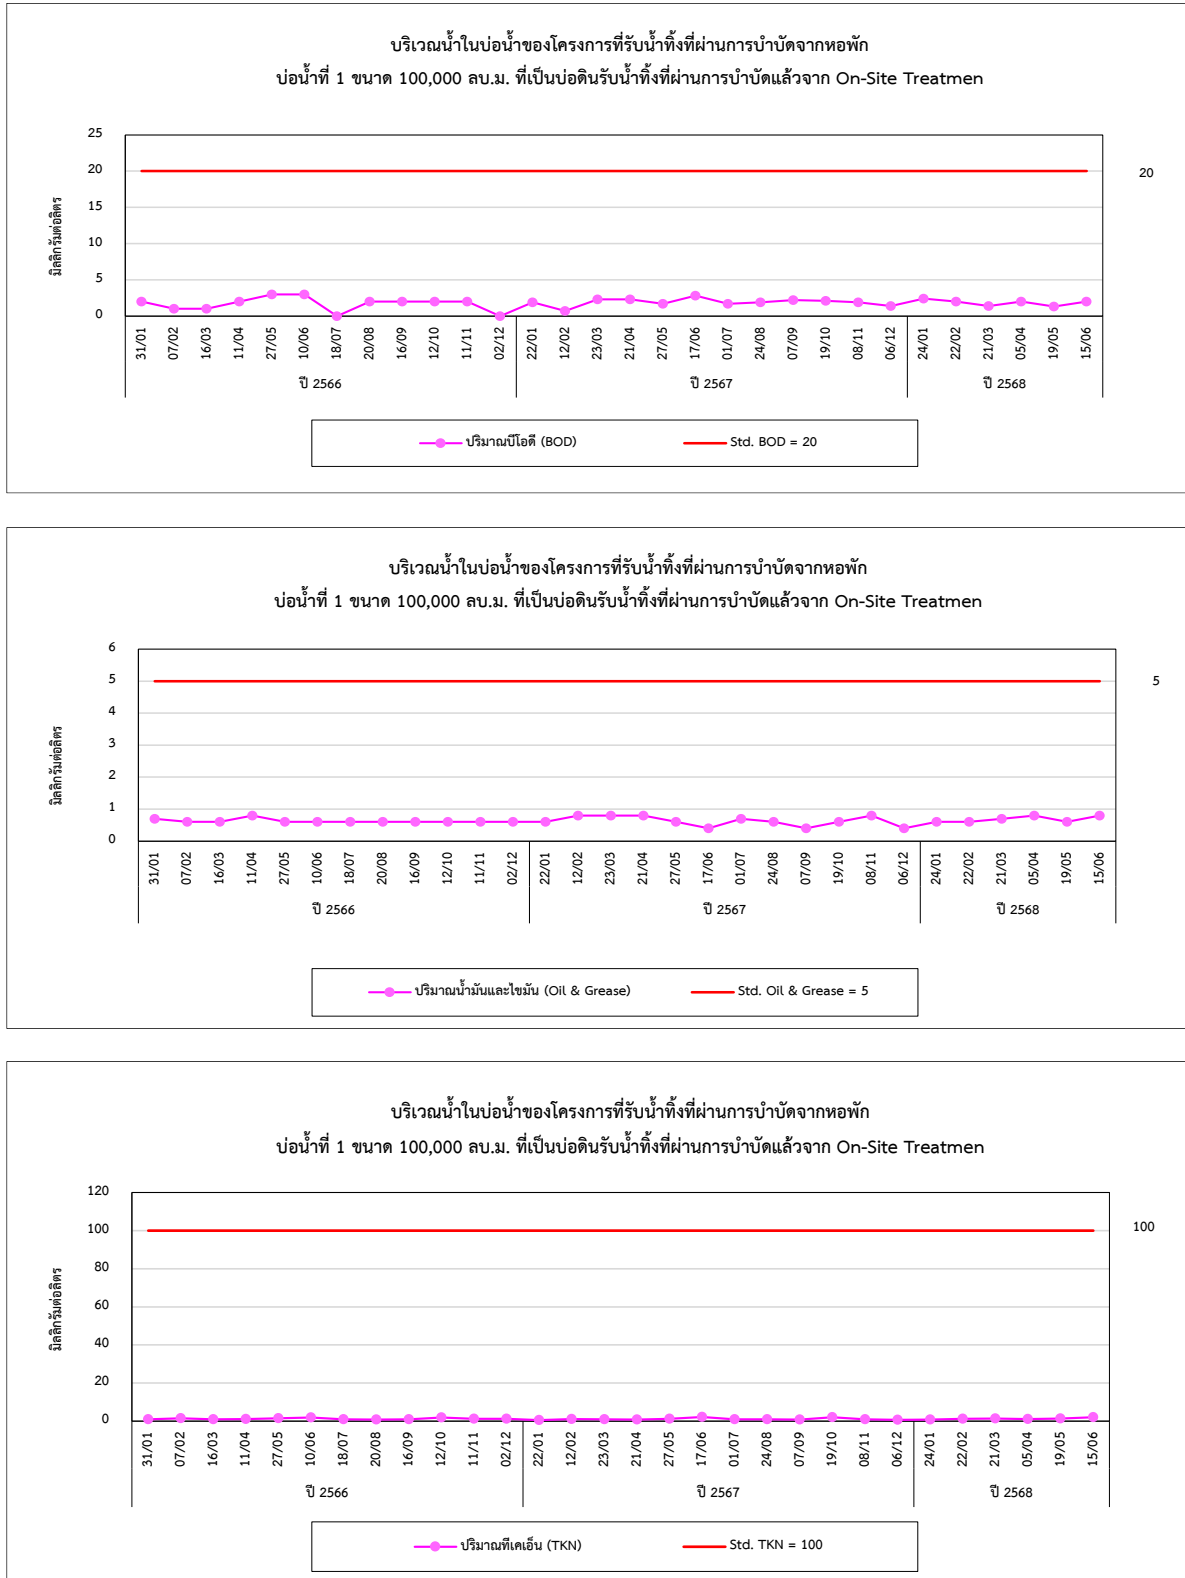 บริเวณน้ำในบ่อน้ำของโครงการที่รับน้ำทิ้งที่ผ่านการบำบัดจากหอพัก
บ่อน้ำที่ 1 ขนาด 100,000 ลบ.ม. ที่เป็นบ่อดินรับน้ำทิ้งที่ผ่านการบำบัดแล้วจาก On-Site Treatmen
มิลลิกรัมต่อลิตร
25
20
15
10
5
0
20
31/01 07/02 16/03 11/04 27/05 10/06 18/07 20/08 16/09 12/10 11/11 02/12 22/01 12/02 23/03 21/04 27/05 17/06 01/07 24/08 07/09 19/10 08/11 06/12 24/01 22/02 21/03 05/04 19/05 15/06
ปี 2566 ปี 2567 ปี 2568
ปริมาณบีโอดี (BOD) Std. BOD = 20
บริเวณน้ำในบ่อน้ำของโครงการที่รับน้ำทิ้งที่ผ่านการบำบัดจากหอพัก
บ่อน้ำที่ 1 ขนาด 100,000 ลบ.ม. ที่เป็นบ่อดินรับน้ำทิ้งที่ผ่านการบำบัดแล้วจาก On-Site Treatmen
มิลลิกรัมต่อลิตร
6
5
4
3
2
1
0
5
31/01 07/02 16/03 11/04 27/05 10/06 18/07 20/08 16/09 12/10 11/11 02/12 22/01 12/02 23/03 21/04 27/05 17/06 01/07 24/08 07/09 19/10 08/11 06/12 24/01 22/02 21/03 05/04 19/05 15/06
ปี 2566 ปี 2567 ปี 2568
ปริมาณน้ำมันและไขมัน (Oil & Grease) Std. Oil & Grease = 5
บริเวณน้ำในบ่อน้ำของโครงการที่รับน้ำทิ้งที่ผ่านการบำบัดจากหอพัก
บ่อน้ำที่ 1 ขนาด 100,000 ลบ.ม. ที่เป็นบ่อดินรับน้ำทิ้งที่ผ่านการบำบัดแล้วจาก On-Site Treatmen
มิลลิกรัมต่อลิตร
120
100
80
60
40
20
0
100
31/01 07/02 16/03 11/04 27/05 10/06 18/07 20/08 16/09 12/10 11/11 02/12 22/01 12/02 23/03 21/04 27/05 17/06 01/07 24/08 07/09 19/10 08/11 06/12 24/01 22/02 21/03 05/04 19/05 15/06
ปี 2566 ปี 2567 ปี 2568
ปริมาณทีเคเอ็น (TKN) Std. TKN = 100